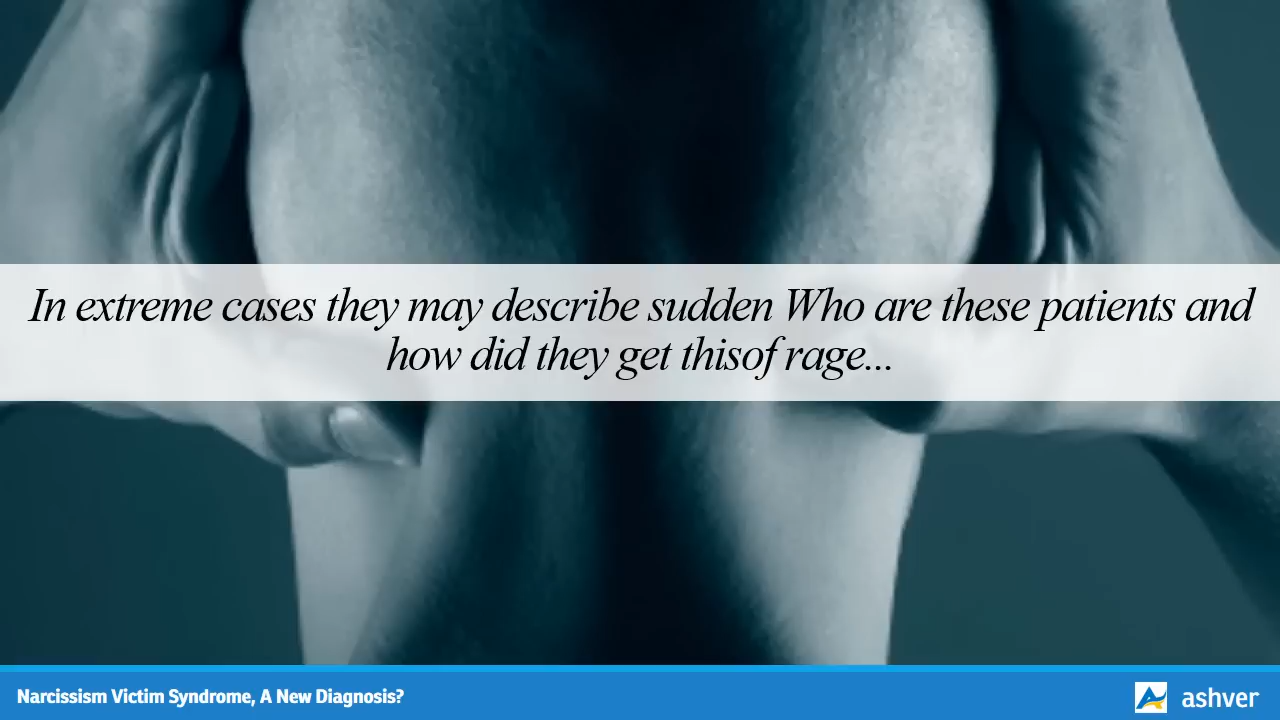 In extreme cases they may describe sudden Who are these patients and
how did they get thisof rage...
Narcissism Victim Syndrome, A New Diagnosis?
ashver